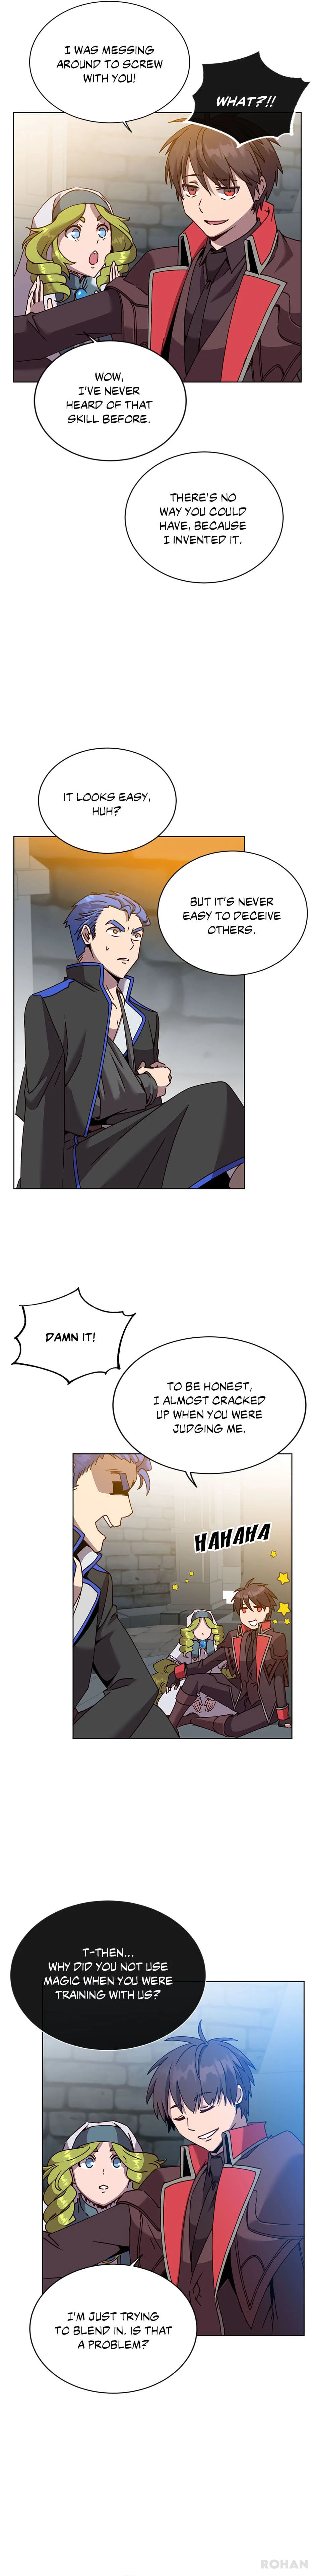 I WAS MESSING
AROUND TO SCREW
WITH YOU!
WHAT?!!
WOW,
I'VE NEVER
HEARD OF THAT
SKILL BEFORE.
THERE'S NO
WAY YOU COULD
HAVE, BECAUSE
I INVENTED IT.
IT LOOKS EASY,
HUH?
BUT IT'S NEVER
EASY TO DECEIVE
OTHERS.
DAMN IT!
TO BE HONEST,
I ALMOST CRACKED
UP WHEN YOU WERE
JUDGING ME.
HAHAHA
T-THEN...
WHY DID YOU NOT USE
MAGIC WHEN YOU WERE
TRAINING WITH US?
I'M JUST TRYING
TO BLEND IN. IS THAT
A PROBLEM?
ROHAN